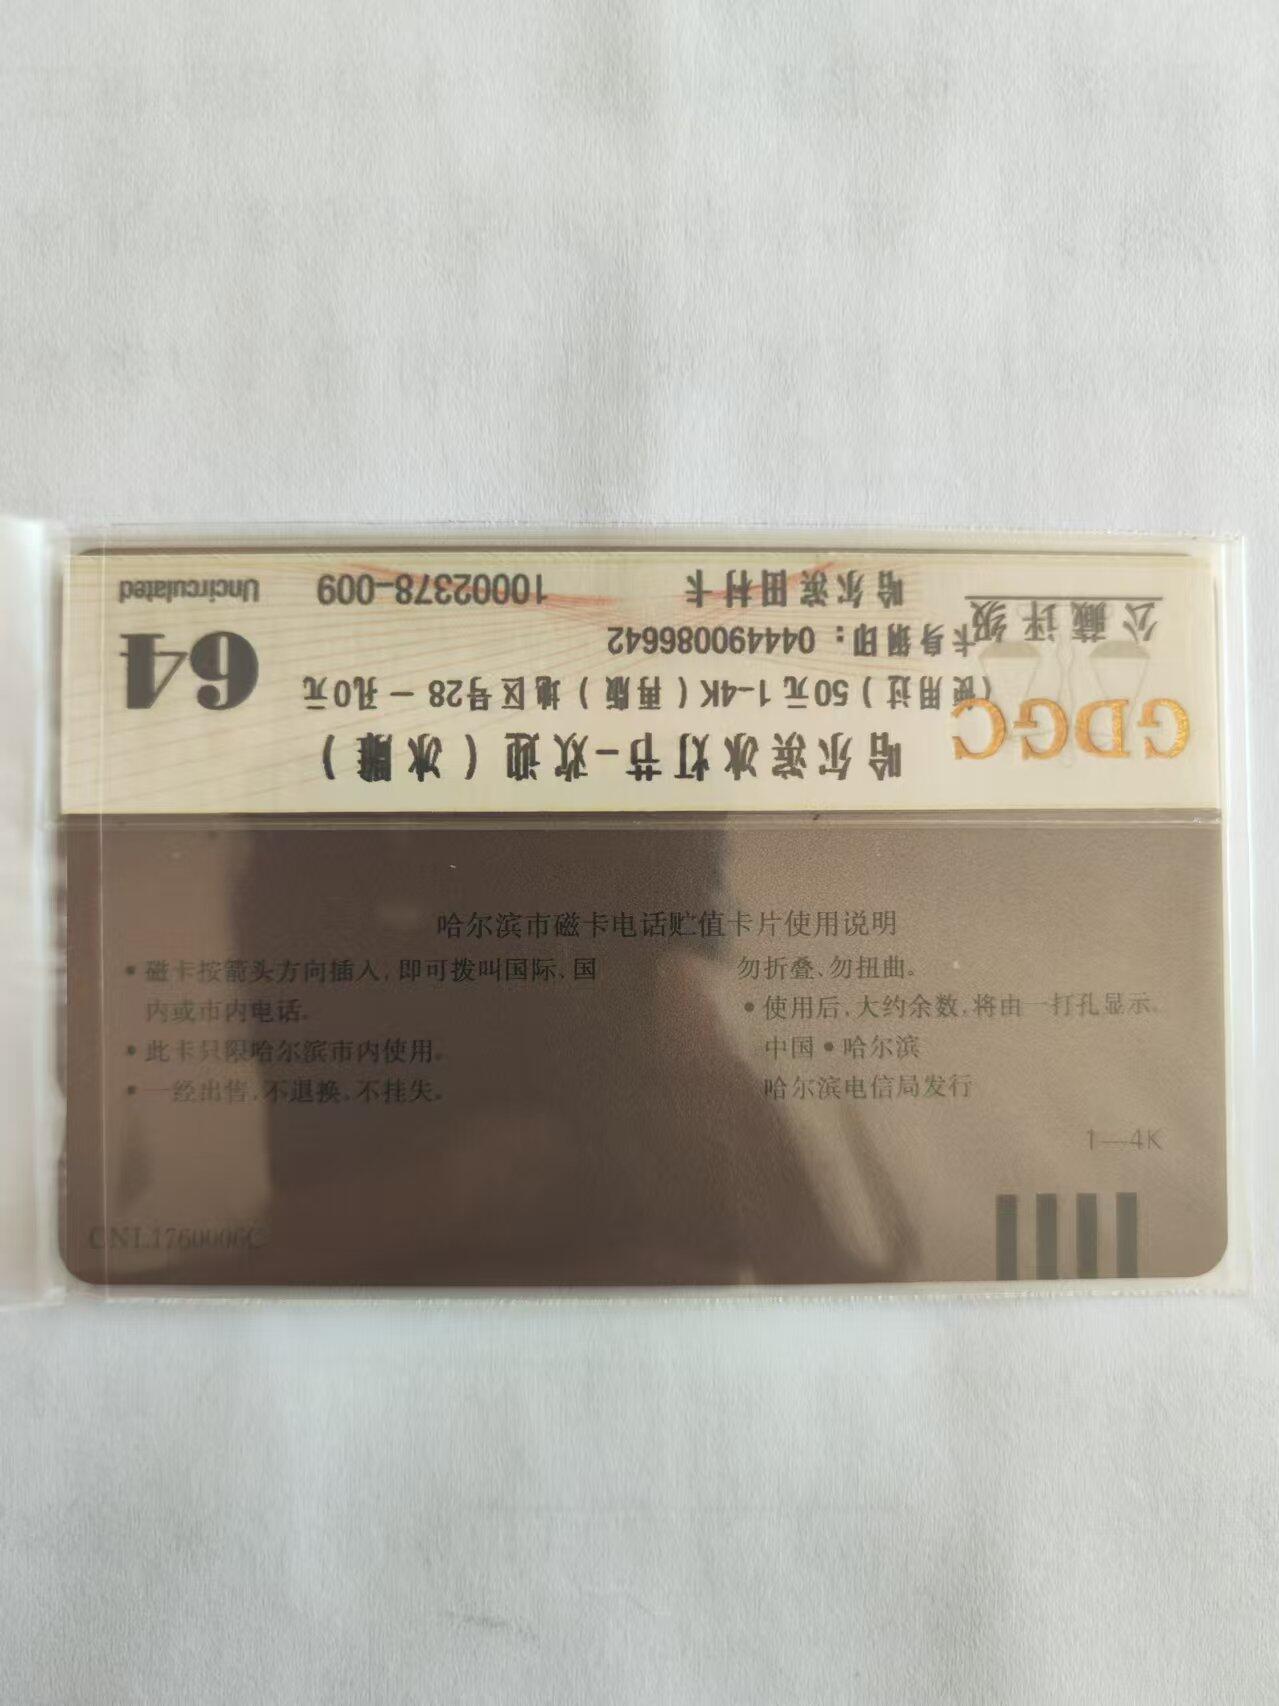 GDGC
公藏评级
哈尔滨冰灯节-欢迎(冰雕)
(使用过)50元1-4K(再版)地区号28 - 孔0元
卡身钢印: 044490086642
哈尔滨田村卡 10002378-009
64
Uncirculated
哈尔滨市磁卡电话贮值卡片使用说明
• 磁卡按箭头方向插入,即可拨叫国际、国
内或市内电话。
• 此卡只限哈尔滨市内使用。
• 一经出售,不退换、不挂失。
勿折叠、勿扭曲。
• 使用后,大约余数,将由一打孔显示。
中国•哈尔滨
哈尔滨电信局发行
1—4K
CNL1760006C